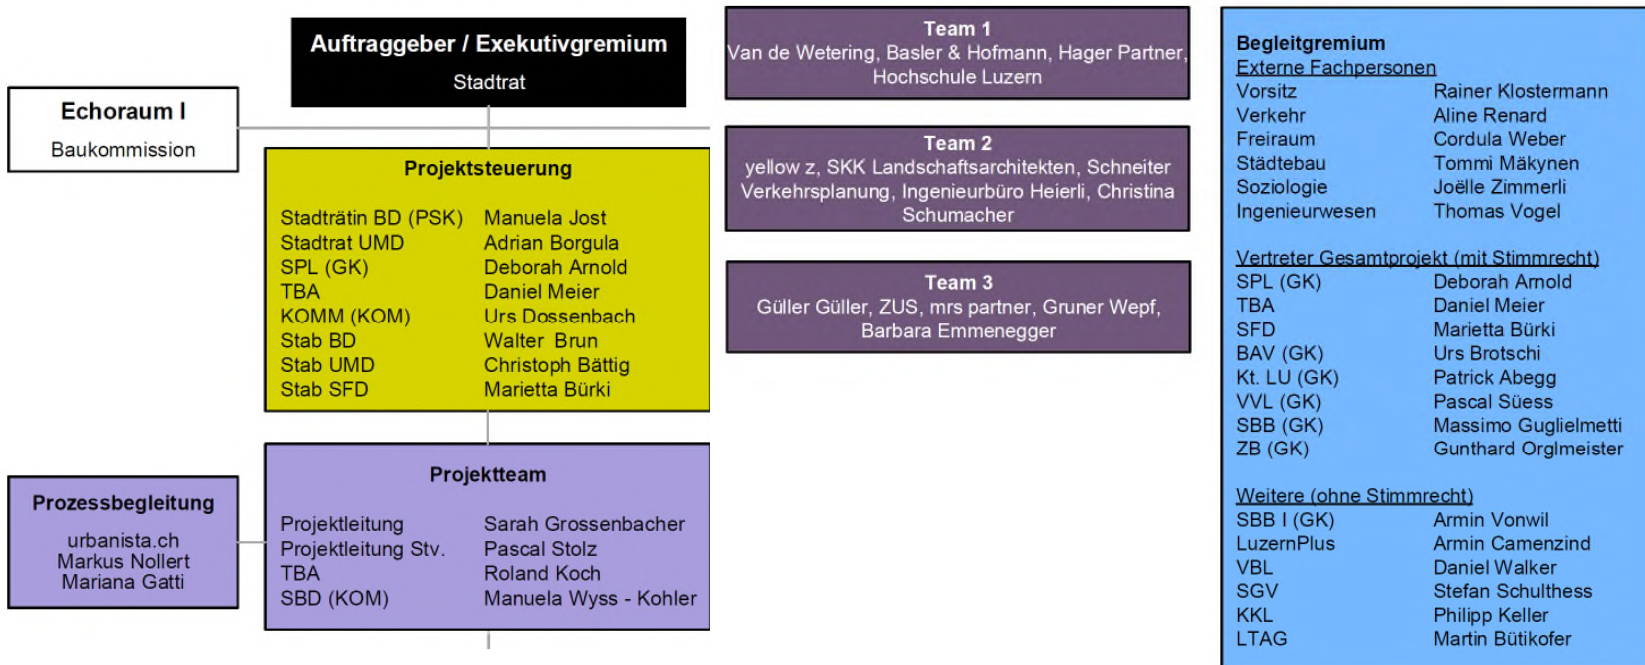 Auftraggeber / Exekutivgremium
Stadtrat
Echoraum I
Baukommission
Projektsteuerung
Stadträtin BD (PSK) Manuela Jost
Stadtrat UMD Adrian Borgula
SPL (GK) Deborah Arnold
TBA Daniel Meier
KOMM (KOM) Urs Dossenbach
Stab BD Walter Brun
Stab UMD Christoph Bättig
Stab SFD Marietta Bürki
Prozessbegleitung
urbanista.ch
Markus Nollert
Mariana Gatti
Projektteam
Projektleitung Sarah Grossenbacher
Projektleitung Stv. Pascal Stolz
TBA Roland Koch
SBD (KOM) Manuela Wyss - Kohler
Team 1
Van de Wetering, Basler & Hofmann, Hager Partner,
Hochschule Luzern
Team 2
yellow z, SKK Landschaftsarchitekten, Schneiter
Verkehrsplanung, Ingenieurbüro Heierli, Christina
Schumacher
Team 3
Güller Güller, ZUS, mrs partner, Gruner Wepf,
Barbara Emmenegger
Begleitgremium
Externe Fachpersonen
Vorsitz Rainer Klostermann
Verkehr Aline Renard
Freiraum Cordula Weber
Städtebau Tommi Mäkynen
Soziologie Joëlle Zimmerli
Ingenieurwesen Thomas Vogel
Vertreter Gesamtprojekt (mit Stimmrecht)
SPL (GK) Deborah Arnold
TBA Daniel Meier
SFD Marietta Bürki
BAV (GK) Urs Brotschi
Kt. LU (GK) Patrick Abegg
VVL (GK) Pascal Süess
SBB (GK) Massimo Guglielmetti
ZB (GK) Gunthard Orglmeister
Weitere (ohne Stimmrecht)
SBB I (GK) Armin Vonwil
LuzernPlus Armin Camenzind
VBL Daniel Walker
SGV Stefan Schulthess
KKL Philipp Keller
LTAG Martin Bütikofer